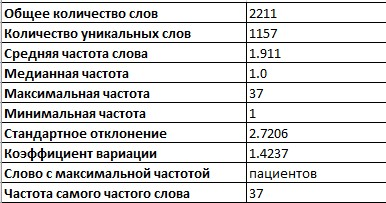 Общее количество слов 2211
Количество уникальных слов 1157
Средняя частота слова 1.911
Медианная частота 1.0
Максимальная частота 37
Минимальная частота 1
Стандартное отклонение 2.7206
Коэффициент вариации 1.4237
Слово с максимальной частотой пациентов
Частота самого частого слова 37